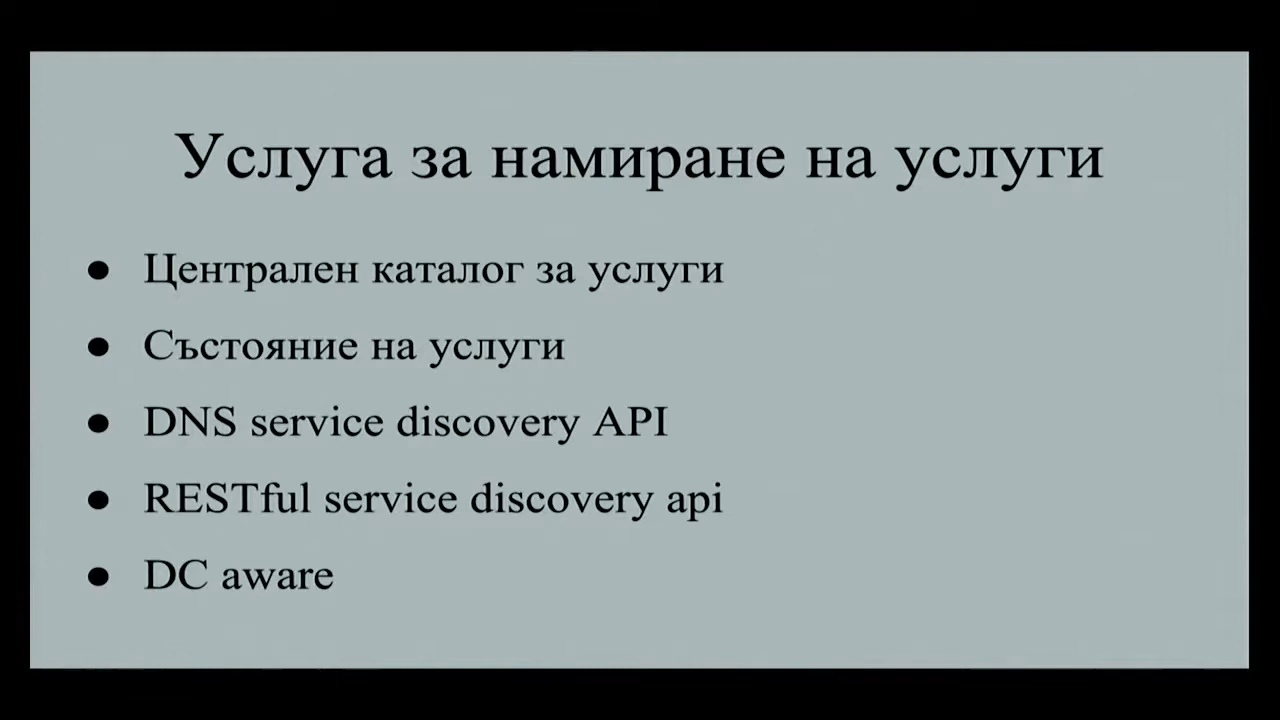 Услуга за намиране на услуги
● Централен каталог за услуги
● Състояние на услуги
● DNS service discovery API
● RESTful service discovery api
● DC aware